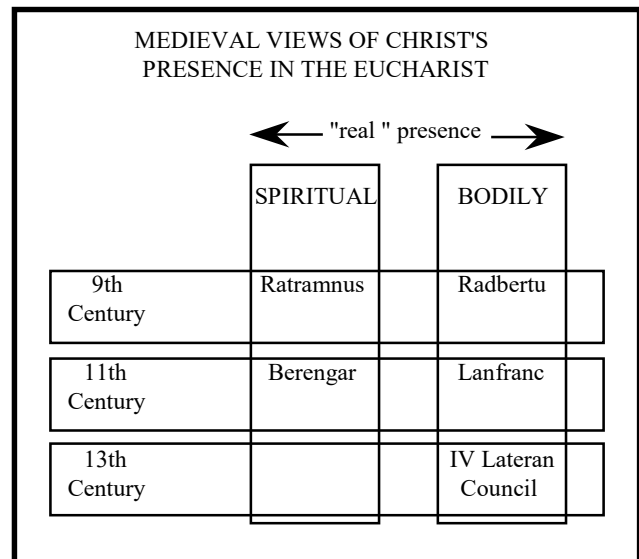 MEDIEVAL VIEWS OF CHRIST'S
PRESENCE IN THE EUCHARIST
"real " presence
SPIRITUAL BODILY
9th Century Ratramnus Radbertu
11th Century Berengar Lanfranc
13th Century IV Lateran Council